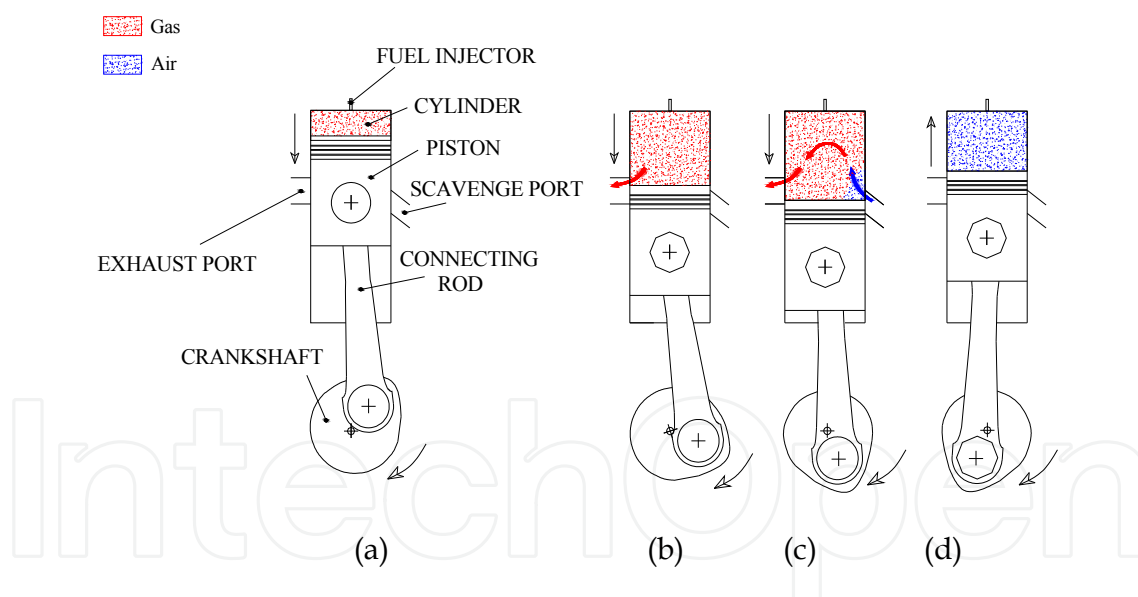 Gas
Air
FUEL INJECTOR
CYLINDER
PISTON
SCAVENGE PORT
EXHAUST PORT
CONNECTING
ROD
CRANKSHAFT
IntechOpen
(a)
(b)
(c)
(d)